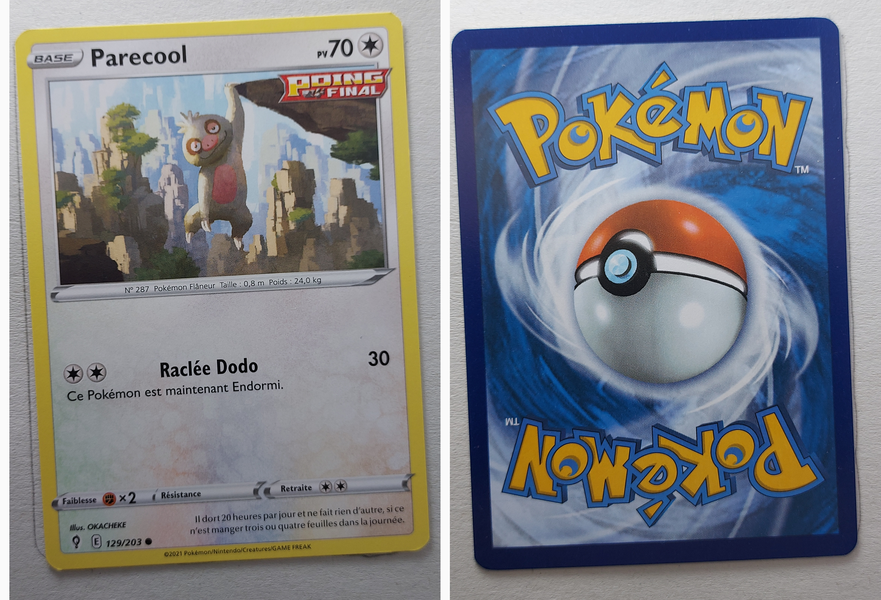 BASE Parecool PV 70
POING
au FINAL
N° 287 Pokémon Flâneur Taille : 0,8 m Poids : 24,0 kg
Raclée Dodo 30
Ce Pokémon est maintenant Endormi.
Faiblesse ×2 Résistance Retraite
Illus. OKACHEKE
Il dort 20 heures par jour et ne fait rien d'autre, si ce
n'est manger trois ou quatre feuilles dans la journée.
E 129/203
©2021 Pokémon/Nintendo/Creatures/GAME FREAK
POKéMON
TM
TM
POKéMON